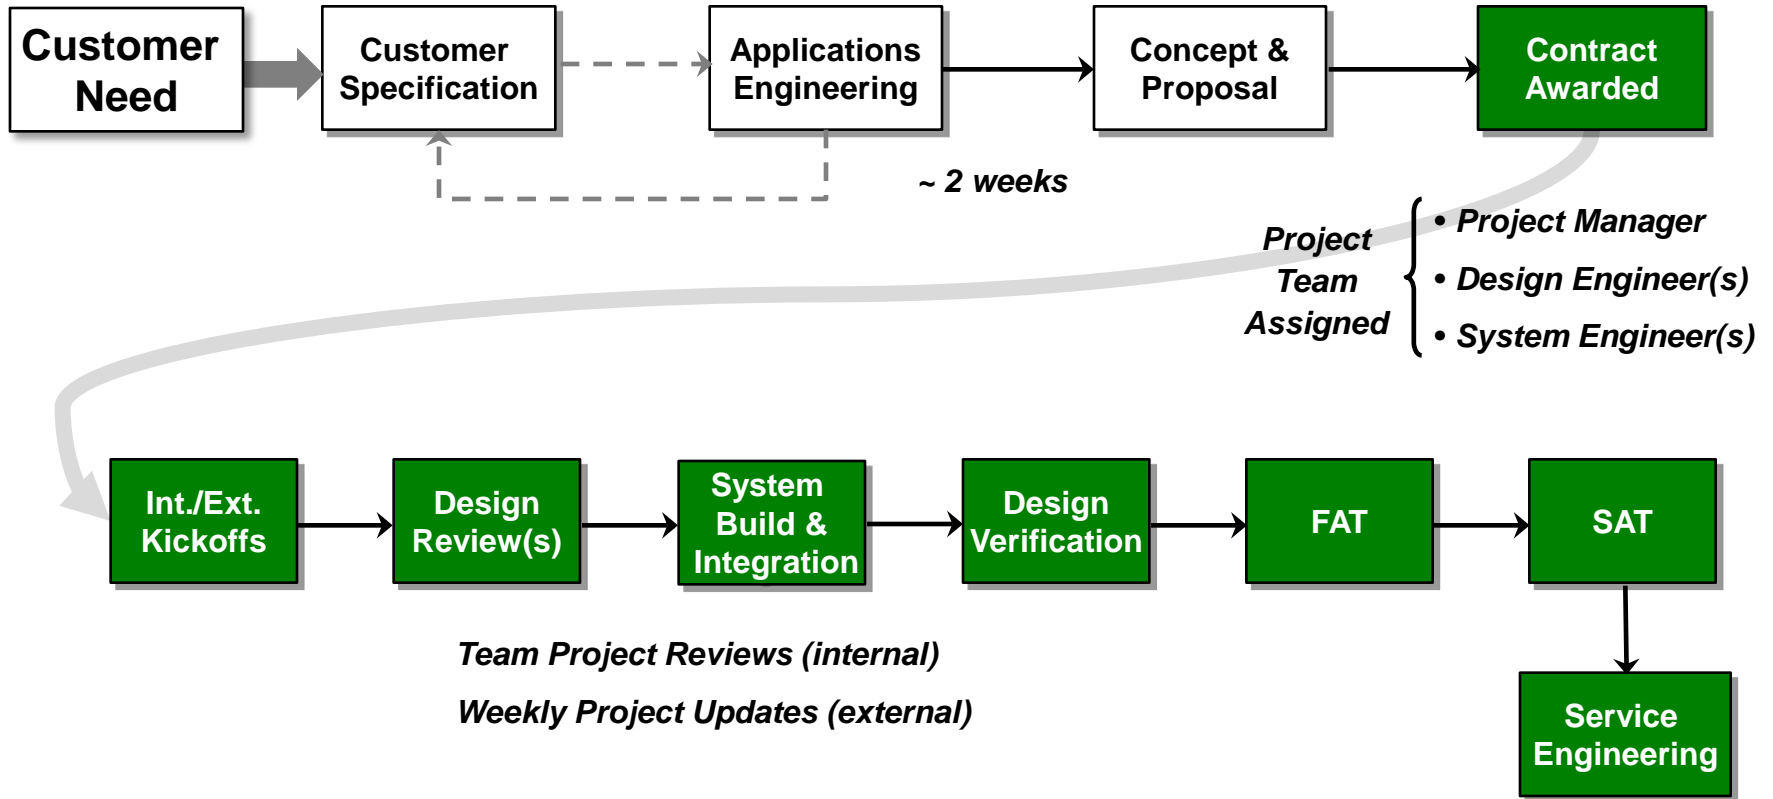 Customer
Need
Customer
Specification
Applications
Engineering
Concept &
Proposal
Contract
Awarded
~ 2 weeks
Project
Team
Assigned
• Project Manager
• Design Engineer(s)
• System Engineer(s)
Int./Ext.
Kickoffs
Design
Review(s)
System
Build &
Integration
Design
Verification
FAT
SAT
Team Project Reviews (internal)
Weekly Project Updates (external)
Service
Engineering